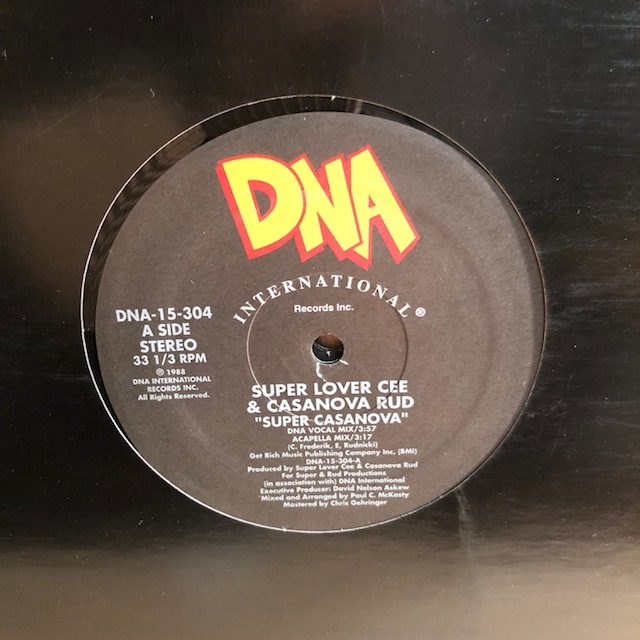 DNA
INTERNATIONAL®
Records Inc.
DNA-15-304
A SIDE
STEREO
33 1/3 RPM
℗ 1988
DNA INTERNATIONAL
RECORDS INC.
All Rights Reserved.
SUPER LOVER CEE
& CASANOVA RUD
"SUPER CASANOVA"
DNA VOCAL MIX/3:57
ACAPELLA MIX/3:17
(C. Frederik, E, Rudnicki)
Get Rich Music Publishing Company Inc, (BMI)
DNA-15-304-A
Produced by Super Lover Cee & Casanova Rud
For Super & Rud Productions
(in association with) DNA International
Executive Producer: David Nelson Askew
Mixed and Arranged by Paul C. McKasty
Mastered by Chris Gehringer